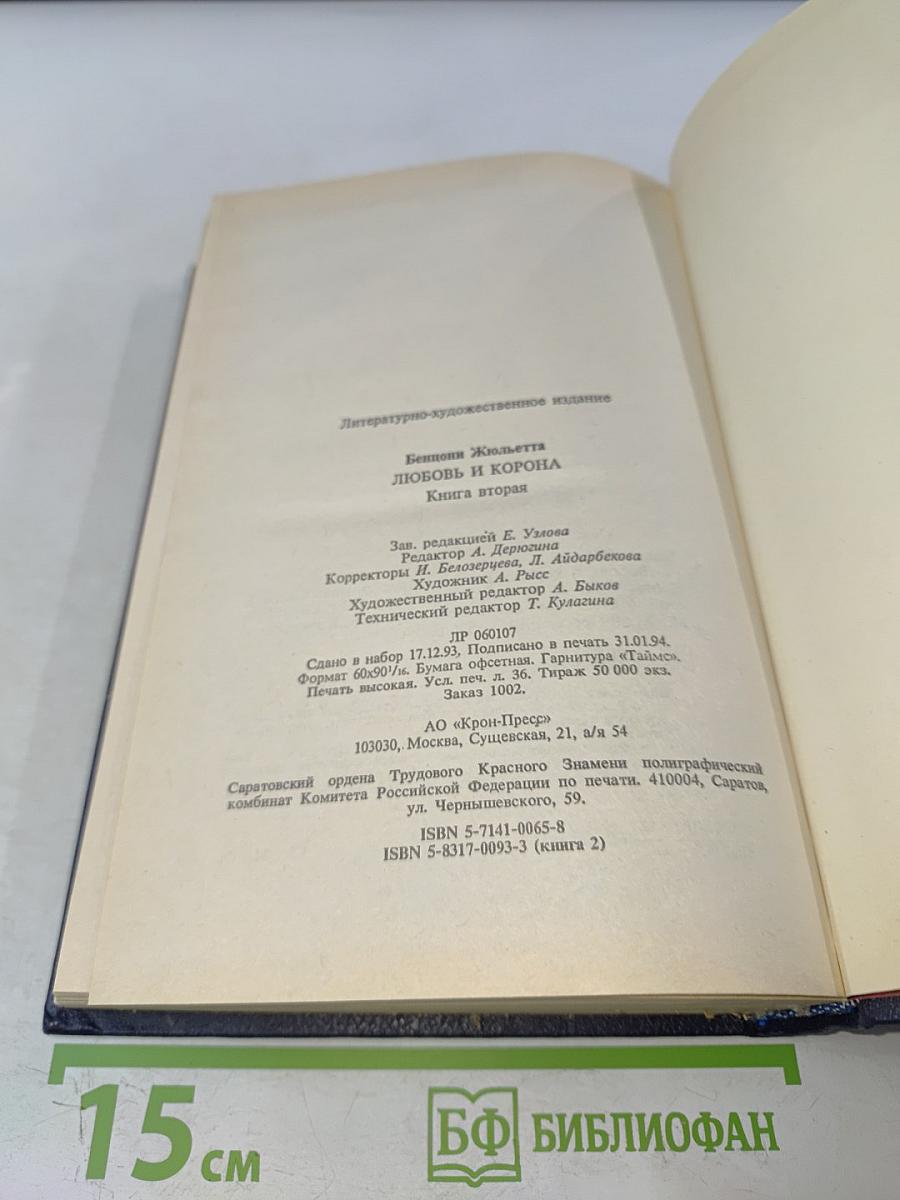 Литературно-художественное издание
Бенцони Жюльетта
ЛЮБОВЬ И КОРОНА
Книга вторая
Зав. редакцией Е. Узлова
Редактор А. Дерюгина
Корректоры И. Белозерцева, Л. Айдарбекова
Художник А. Рысс
Художественный редактор А. Быков
Технический редактор Т. Кулагина
ЛР 060107
Сдано в набор 17.12.93, Подписано в печать 31.01.94.
Формат 60х90¹/₁₆. Бумага офсетная. Гарнитура «Таймс».
Печать высокая. Усл. печ. л. 36. Тираж 50 000 экз.
Заказ 1002.
АО «Крон-Пресс»
103030, Москва, Сущевская, 21, а/я 54
Саратовский ордена Трудового Красного Знамени полиграфический
комбинат Комитета Российской Федерации по печати. 410004, Саратов,
ул. Чернышевского, 59.
ISBN 5-7141-0065-8
ISBN 5-8317-0093-3 (книга 2)
15 см
БФ БИБЛИОФАН